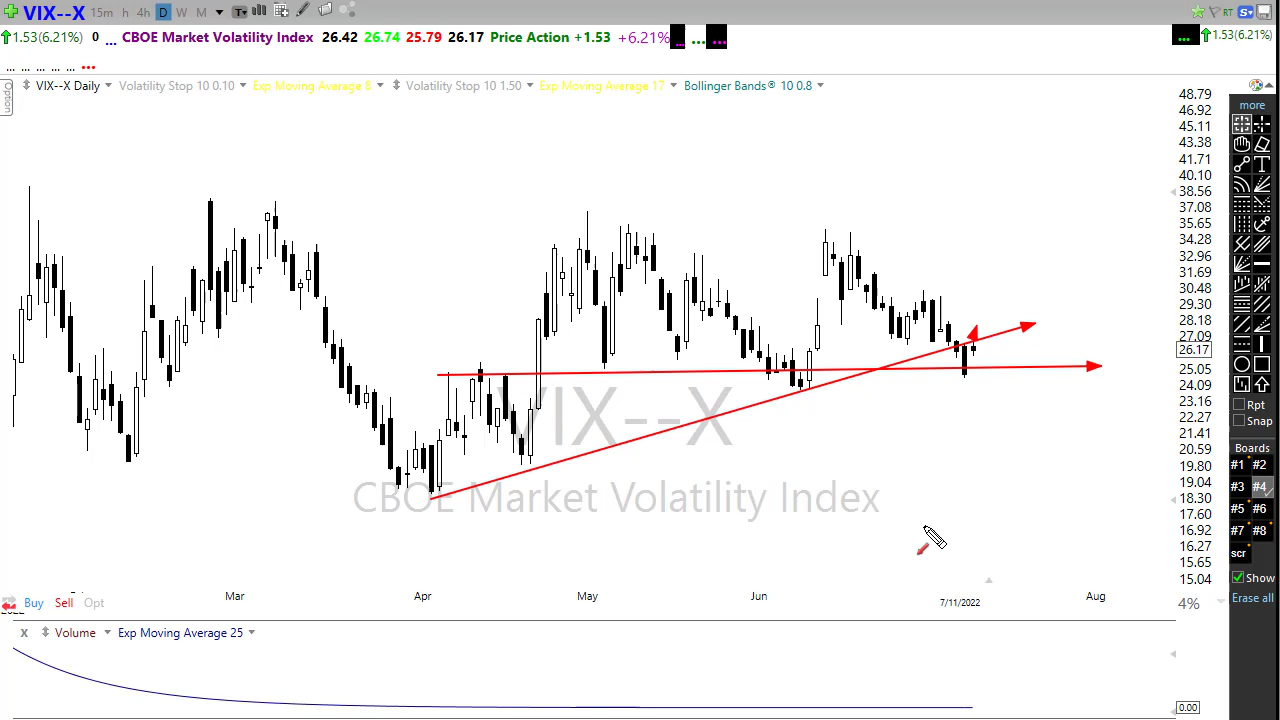 VIX--X 15m h 4h D W M T RT S
1.53(6.21%) 0 ... CBOE Market Volatility Index 26.42 26.74 25.79 26.17 Price Action +1.53 +6.21% ... ... ... ... 1.53(6.21%)
... ... ... ... ... ...
Option
VIX--X Daily Volatility Stop 10 0.10 Exp Moving Average 8 Volatility Stop 10 1.50 Exp Moving Average 17 Bollinger Bands® 10 0.8
48.79
46.92
45.11
43.38
41.71
40.10
38.56
37.08
35.65
34.28
32.96
31.69
30.48
29.30
28.18
27.09
26.17
25.05
24.09
23.16
22.27
21.41
20.59
19.80
19.04
18.30
17.60
16.92
16.27
15.65
15.04
more
T
Rpt
Snap
Boards
#1 #2
#3 #4
#5 #6
#7 #8
scr
Show
Erase all
VIX--X
CBOE Market Volatility Index
Mar Apr May Jun 7/11/2022 Aug
Buy Sell Opt 4%
x Volume Exp Moving Average 25
0.00